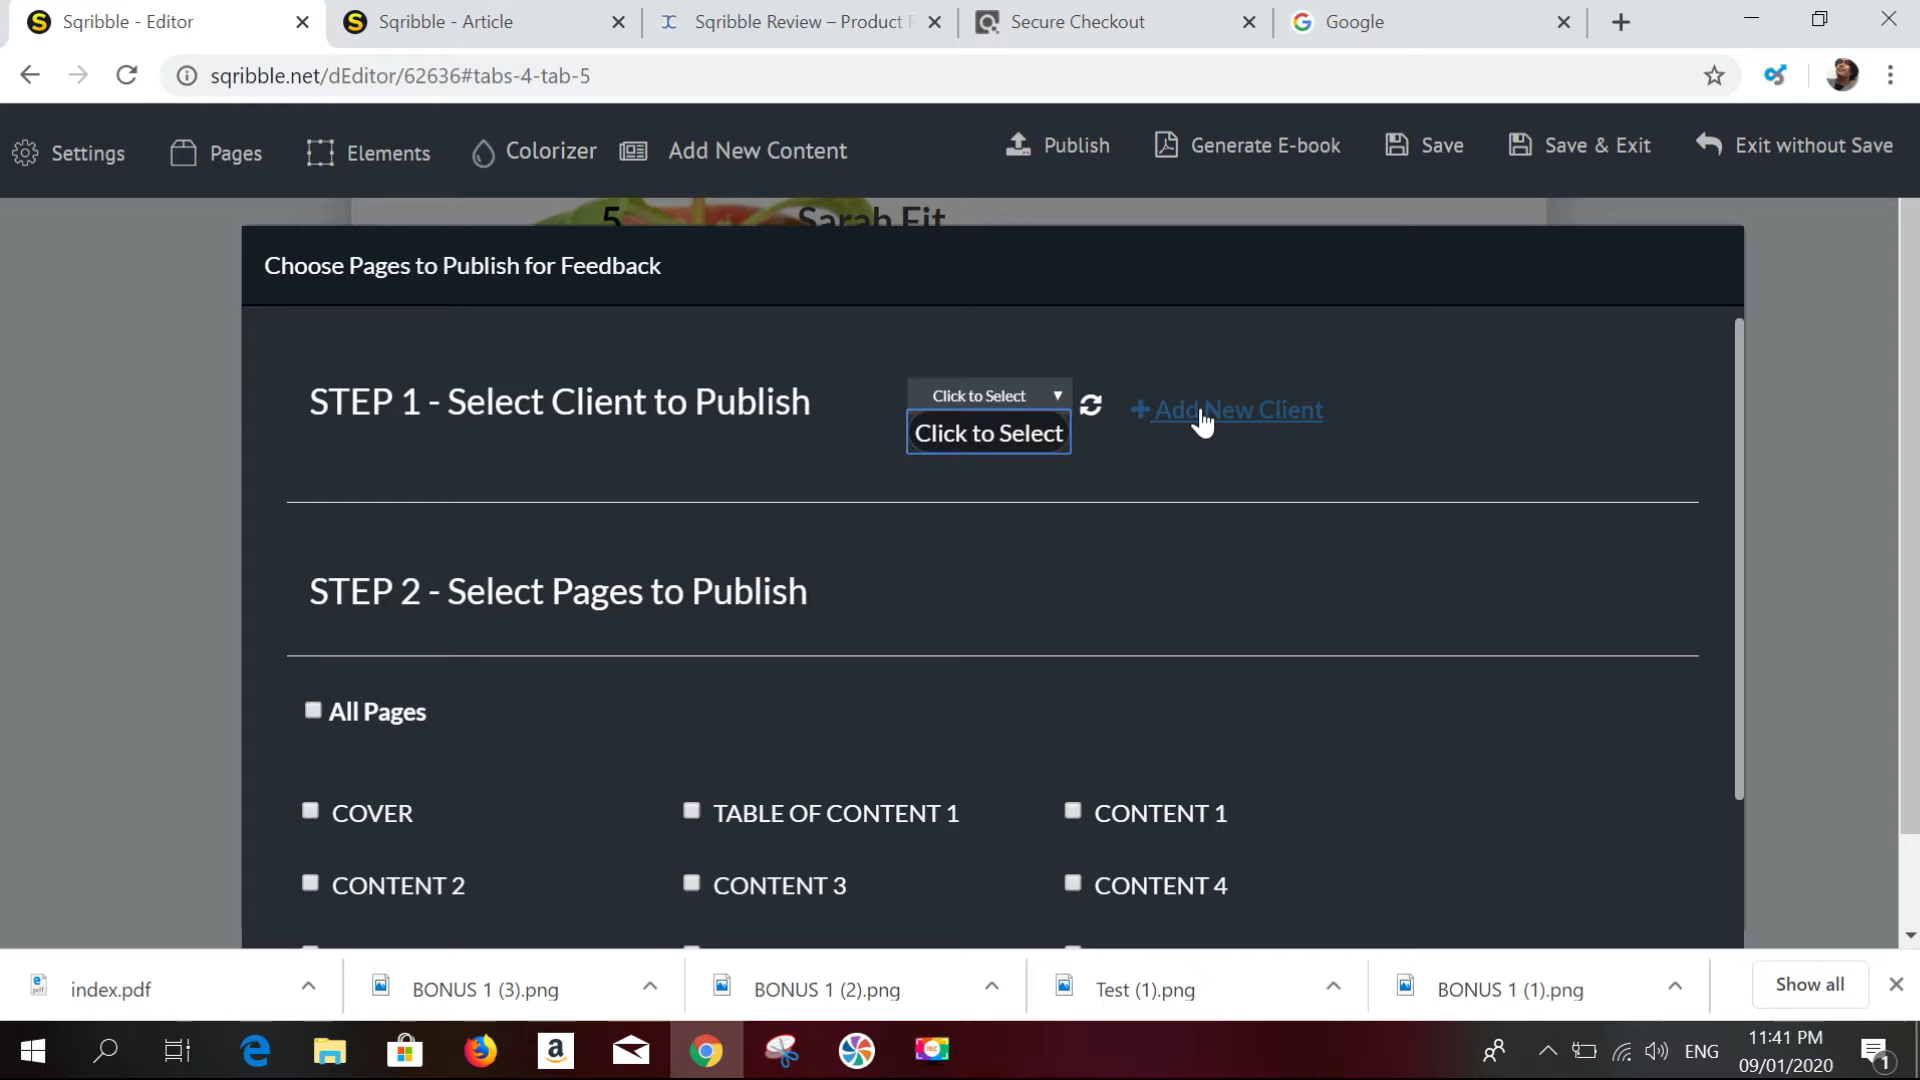 Sqribble - Editor
Sqribble - Article
Sqribble Review – Product
Secure Checkout
Google
sqribble.net/dEditor/62636#tabs-4-tab-5
Settings
Pages
Elements
Colorizer
Add New Content
Publish
Generate E-book
Save
Save & Exit
Exit without Save
5
Sarah Fit
Choose Pages to Publish for Feedback
STEP 1 - Select Client to Publish
Click to Select
Click to Select
Add New Client
STEP 2 - Select Pages to Publish
All Pages
COVER
TABLE OF CONTENT 1
CONTENT 1
CONTENT 2
CONTENT 3
CONTENT 4
index.pdf
BONUS 1 (3).png
BONUS 1 (2).png
Test (1).png
BONUS 1 (1).png
Show all
ENG
11:41 PM
09/01/2020
1